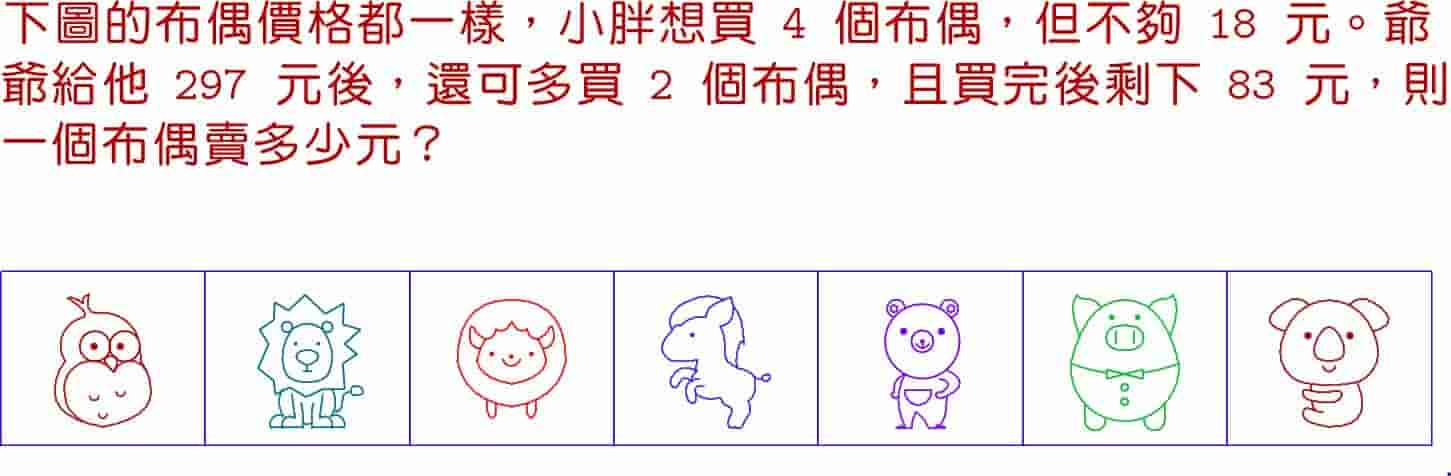 下圖的布偶價格都一樣，小胖想買 4 個布偶，但不夠 18 元。爺
爺給他 297 元後，還可多買 2 個布偶，且買完後剩下 83 元，則
一個布偶賣多少元？